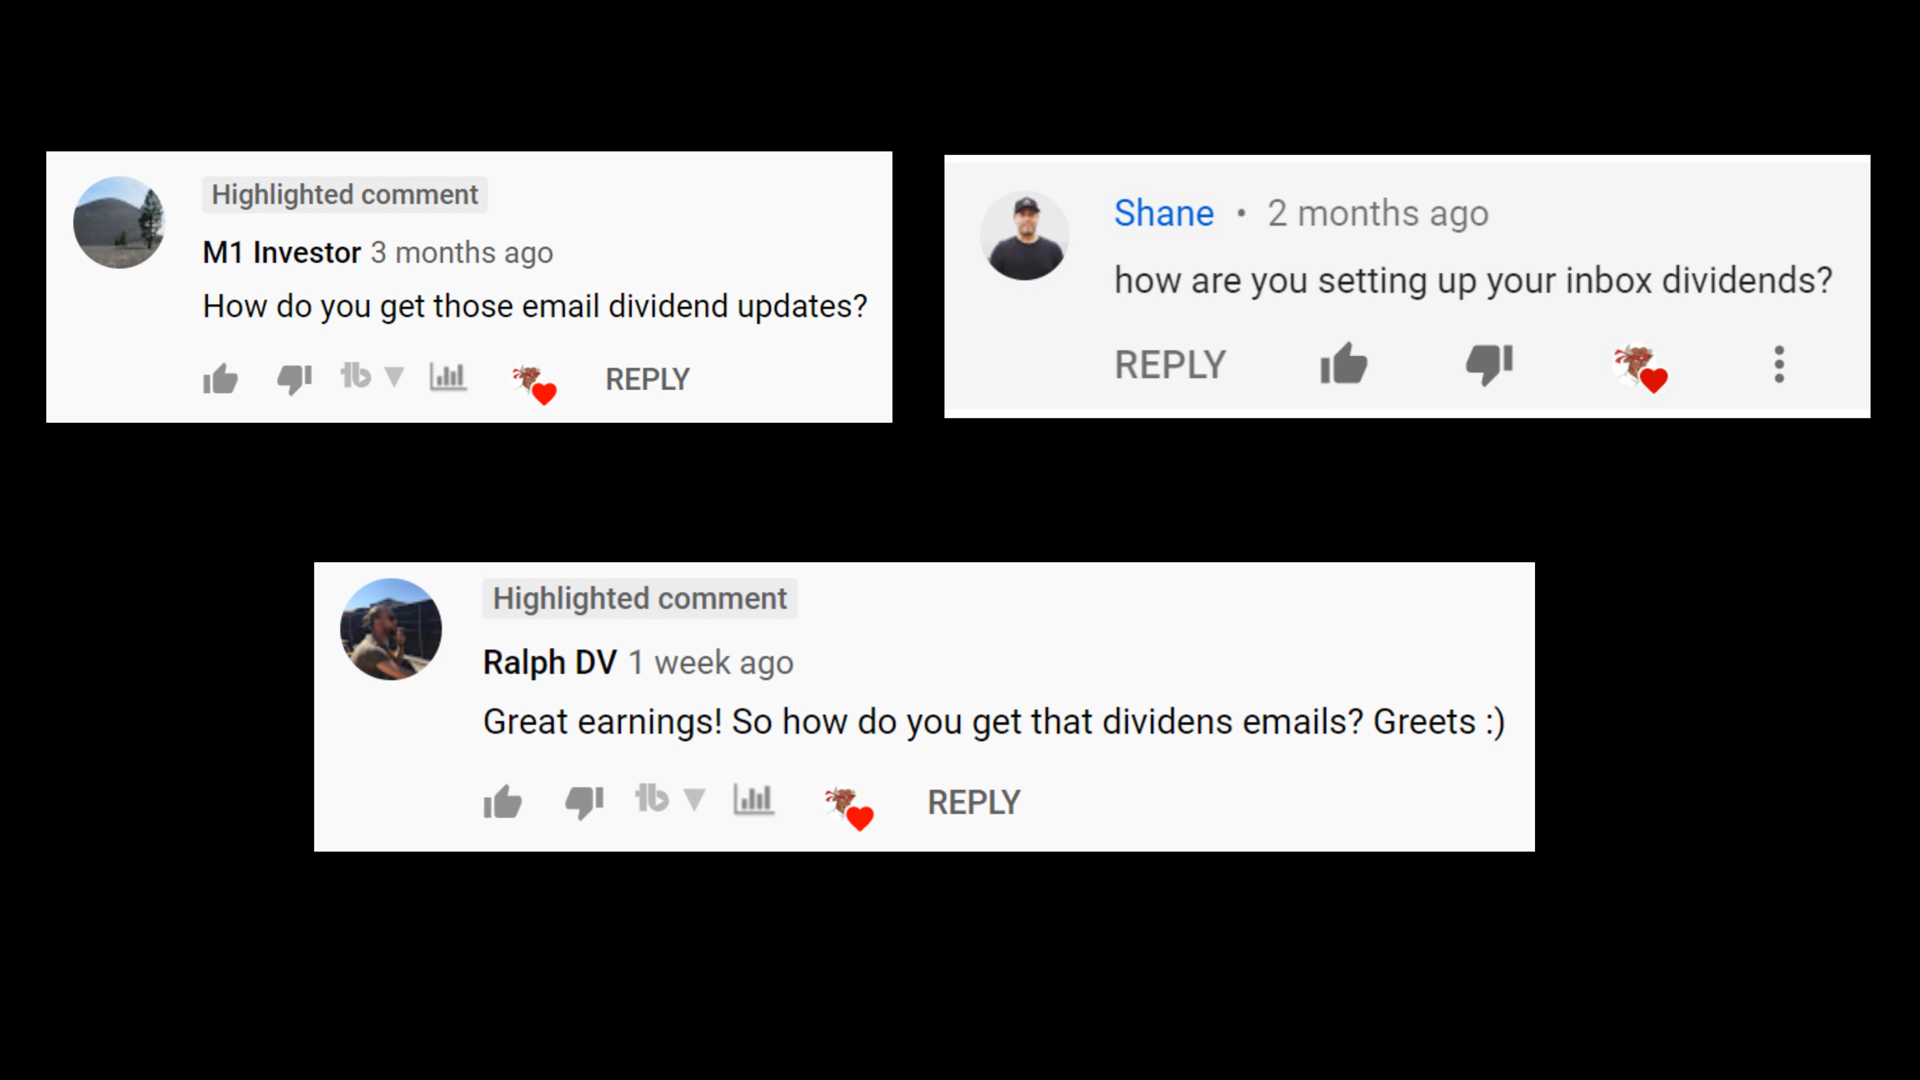 Highlighted comment
M1 Investor 3 months ago
How do you get those email dividend updates?
REPLY
Shane • 2 months ago
how are you setting up your inbox dividends?
REPLY
Highlighted comment
Ralph DV 1 week ago
Great earnings! So how do you get that dividens emails? Greets :)
REPLY